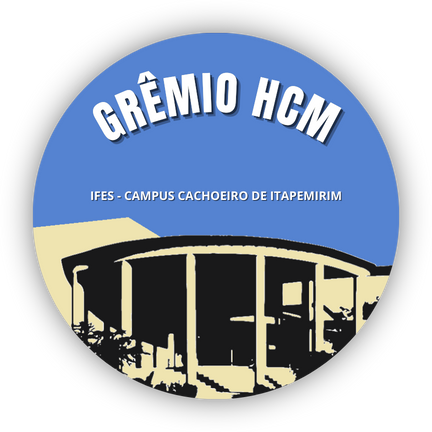 GRÊMIO HCM
IFES - CAMPUS CACHOEIRO DE ITAPEMIRIM